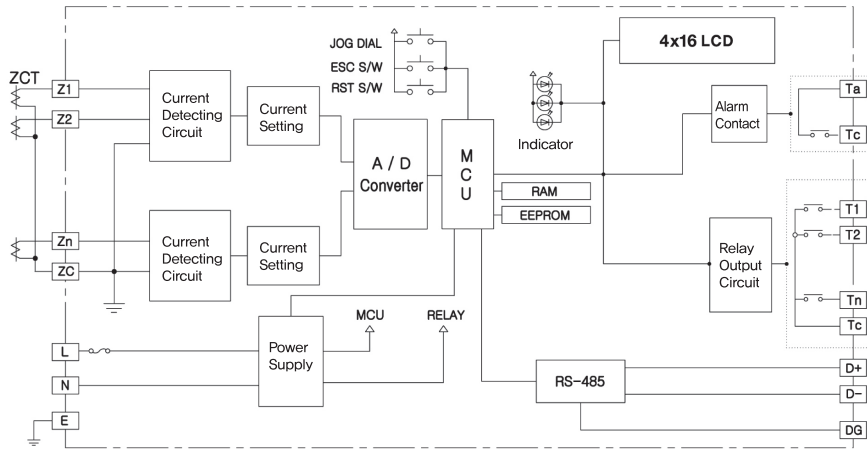 JOG DIAL
ESC S/W
RST S/W
4x16 LCD
ZCT
Z1
Z2
Zn
ZC
Current
Detecting
Circuit
Current
Setting
Current
Detecting
Circuit
Current
Setting
A / D
Converter
M
C
U
RAM
EEPROM
Indicator
Alarm
Contact
Ta
Tc
Relay
Output
Circuit
T1
T2
Tn
Tc
MCU
RELAY
L
N
E
Power
Supply
RS-485
D+
D-
DG